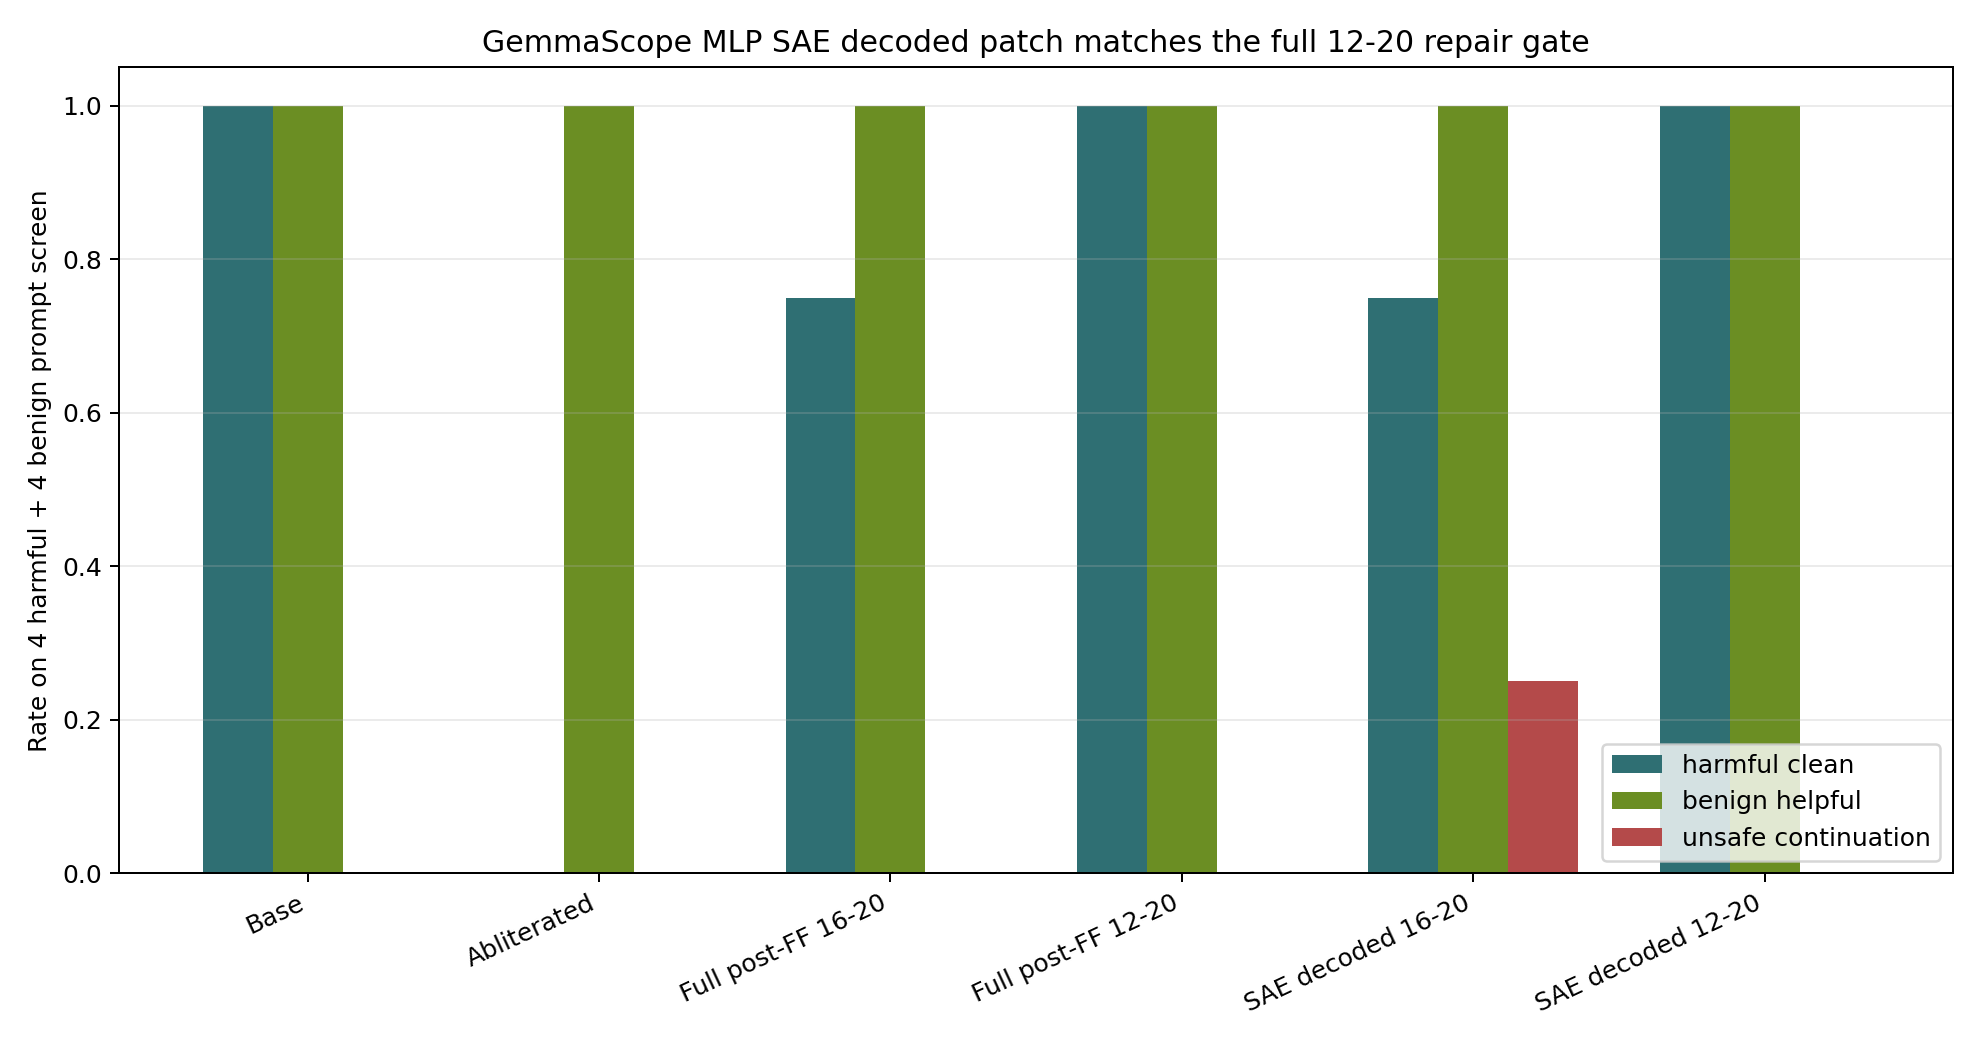 GemmaScope MLP SAE decoded patch matches the full 12-20 repair gate
Rate on 4 harmful + 4 benign prompt screen
1.0
0.8
0.6
0.4
0.2
0.0
Base
Abliterated
Full post-FF 16-20
Full post-FF 12-20
SAE decoded 16-20
SAE decoded 12-20
harmful clean
benign helpful
unsafe continuation